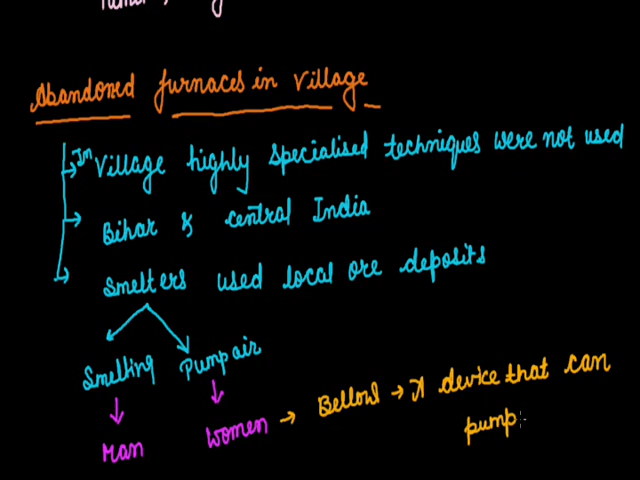 Abandoned furnaces in Village
In Village highly specialised techniques were not used
Bihar & central India
Smelters used local ore deposits
Smelting Pump air
Man Women → Bellows → A device that can
pump